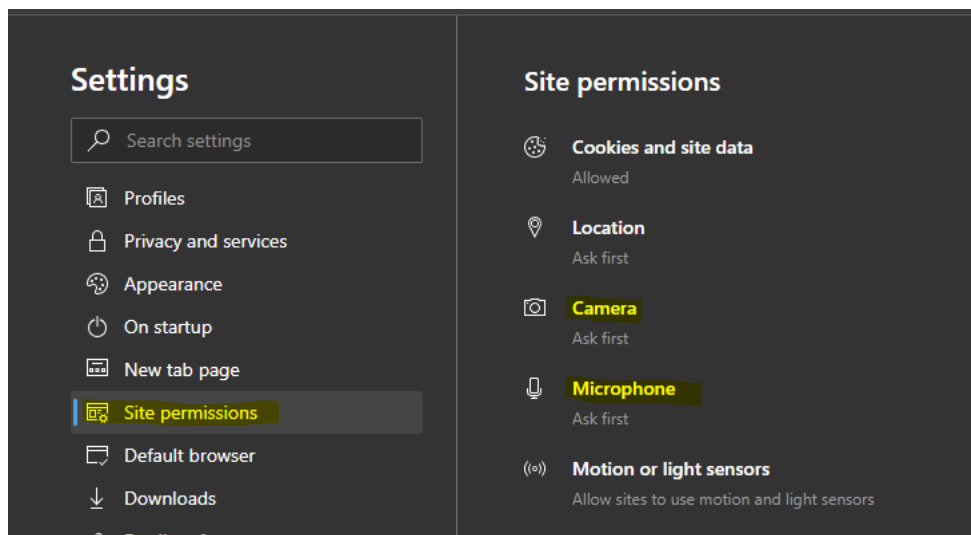 Settings
Search settings
Profiles
Privacy and services
Appearance
On startup
New tab page
Site permissions
Default browser
Downloads
Site permissions
Cookies and site data
Allowed
Location
Ask first
Camera
Ask first
Microphone
Ask first
Motion or light sensors
Allow sites to use motion and light sensors